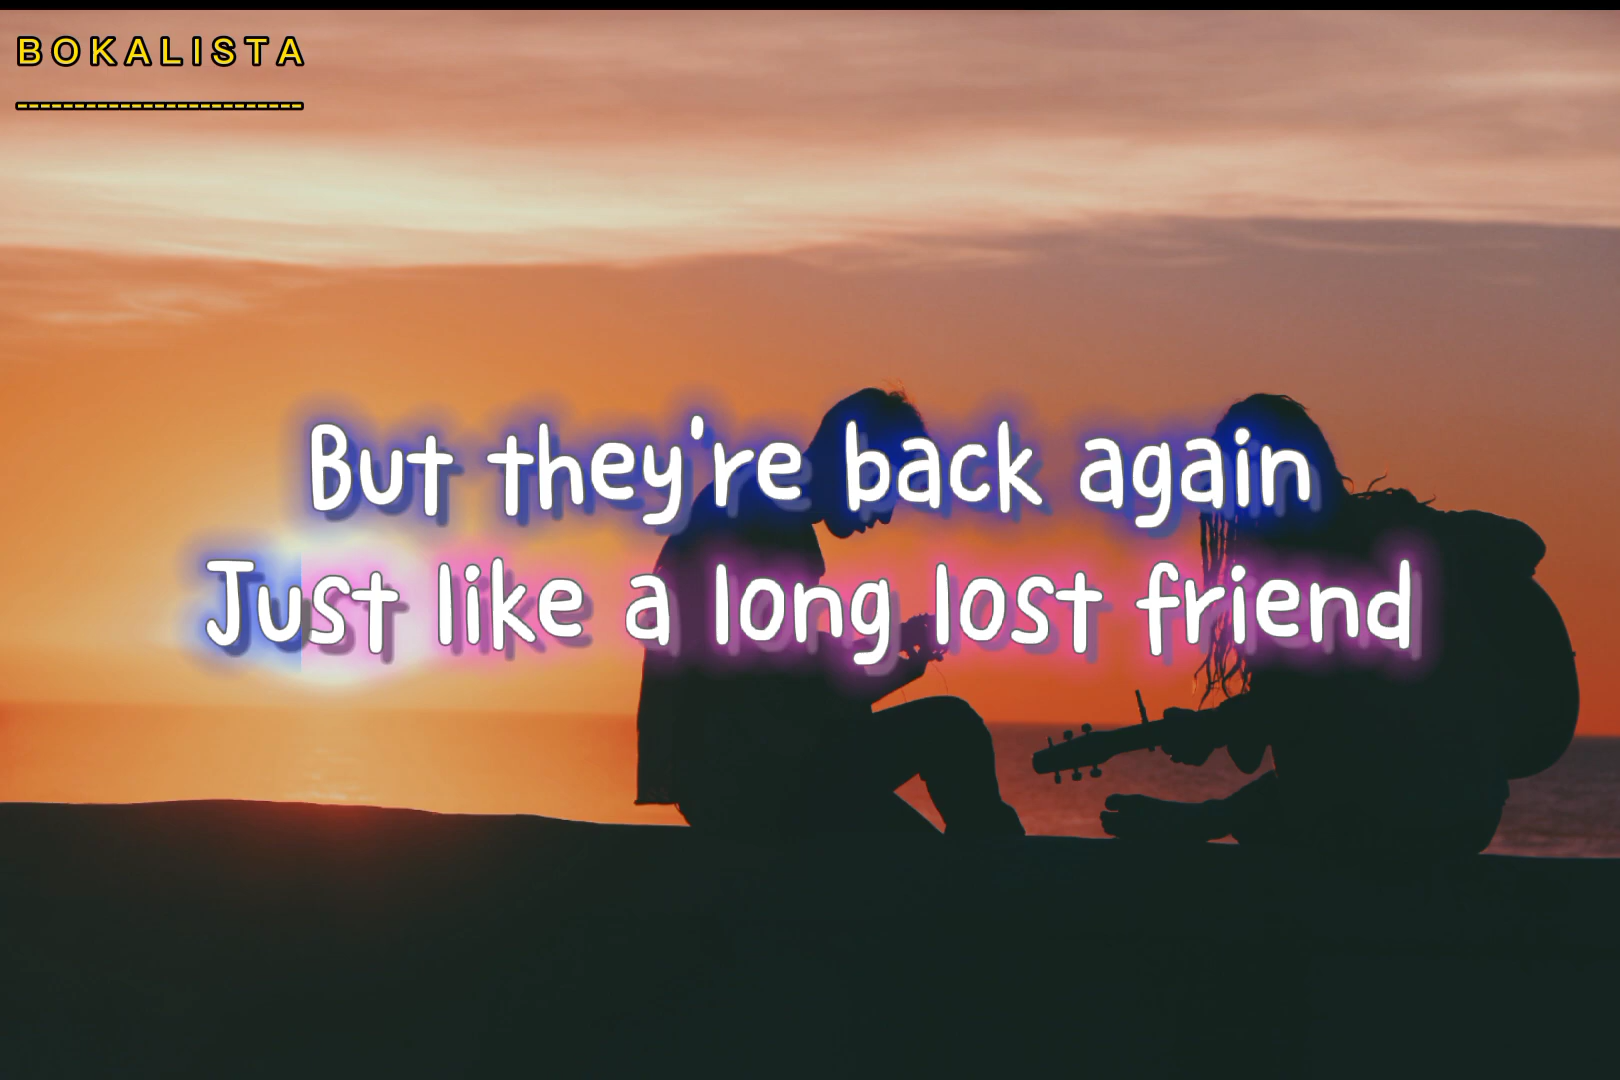 BOKALISTA
-------------------------
But they're back again
Just like a long lost friend